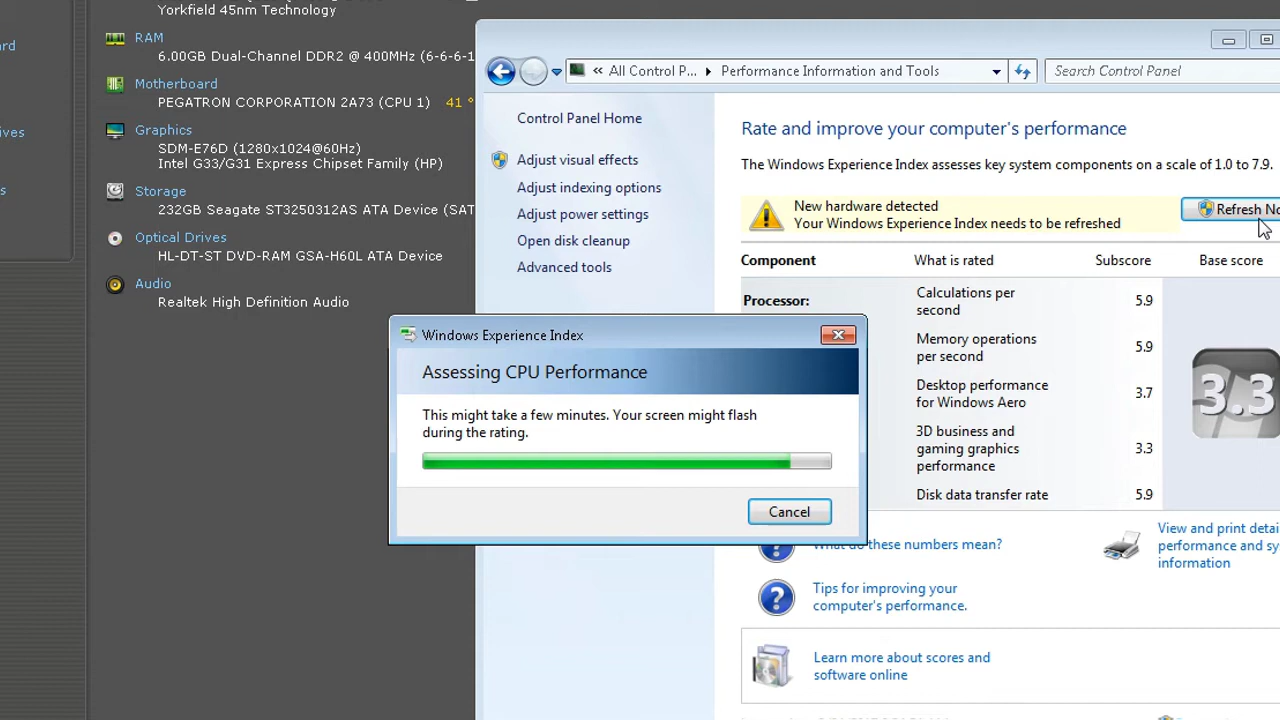 Yorkfield 45nm Technology
RAM
6.00GB Dual-Channel DDR2 @ 400MHz (6-6-6-1
Motherboard
PEGATRON CORPORATION 2A73 (CPU 1) 41 °
Graphics
SDM-E76D (1280x1024@60Hz)
Intel G33/G31 Express Chipset Family (HP)
Storage
232GB Seagate ST3250312AS ATA Device (SAT
Optical Drives
HL-DT-ST DVD-RAM GSA-H60L ATA Device
Audio
Realtek High Definition Audio
« All Control P... Performance Information and Tools
Search Control Panel
Control Panel Home
Adjust visual effects
Adjust indexing options
Adjust power settings
Open disk cleanup
Advanced tools
Rate and improve your computer's performance
The Windows Experience Index assesses key system components on a scale of 1.0 to 7.9.
New hardware detected
Your Windows Experience Index needs to be refreshed
Refresh No
Component What is rated Subscore Base score
Processor: Calculations per
second 5.9
Memory operations
per second 5.9
Desktop performance
for Windows Aero 3.7
3D business and
gaming graphics
performance 3.3
Disk data transfer rate 5.9
3.3
Windows Experience Index
Assessing CPU Performance
This might take a few minutes. Your screen might flash
during the rating.
Cancel
What do these numbers mean?
Tips for improving your
computer's performance.
View and print detai
performance and sy
information
Learn more about scores and
software online